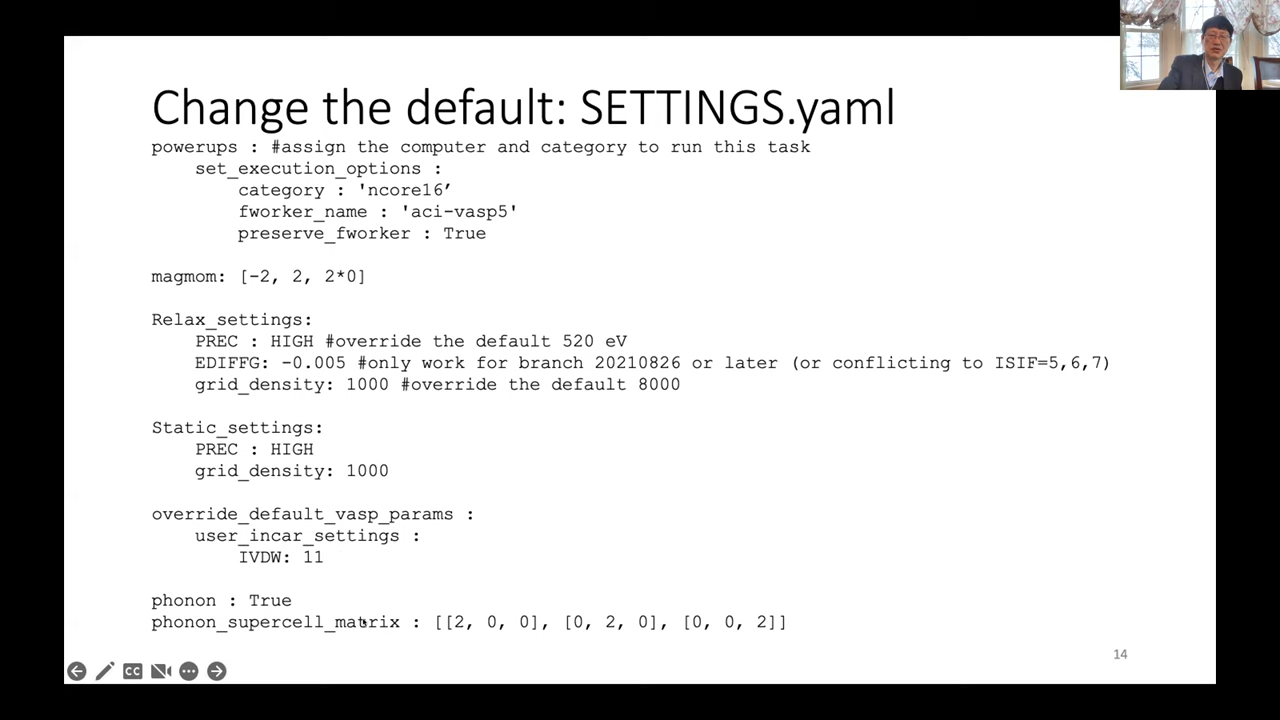 Change the default: SETTINGS.yaml
powerups : #assign the computer and category to run this task
set_execution_options :
category : 'ncore16’
fworker_name : 'aci-vasp5'
preserve_fworker : True
magmom: [-2, 2, 2*0]
Relax_settings:
PREC : HIGH #override the default 520 eV
EDIFFG: -0.005 #only work for branch 20210826 or later (or conflicting to ISIF=5,6,7)
grid_density: 1000 #override the default 8000
Static_settings:
PREC : HIGH
grid_density: 1000
override_default_vasp_params :
user_incar_settings :
IVDW: 11
phonon : True
phonon_supercell_matrix : [[2, 0, 0], [0, 2, 0], [0, 0, 2]]
14
CC